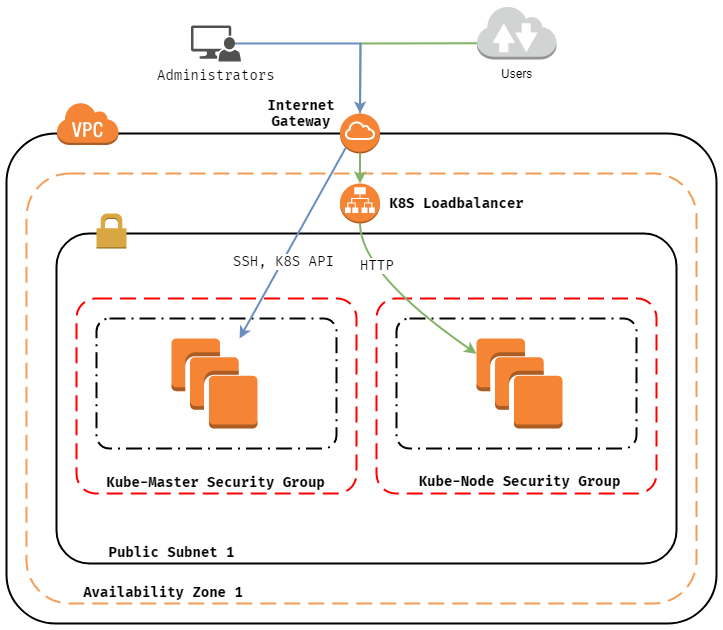 Administrators
Users
Internet
Gateway
VPC
K8S Loadbalancer
SSH, K8S API
HTTP
Kube-Master Security Group
Kube-Node Security Group
Public Subnet 1
Availability Zone 1